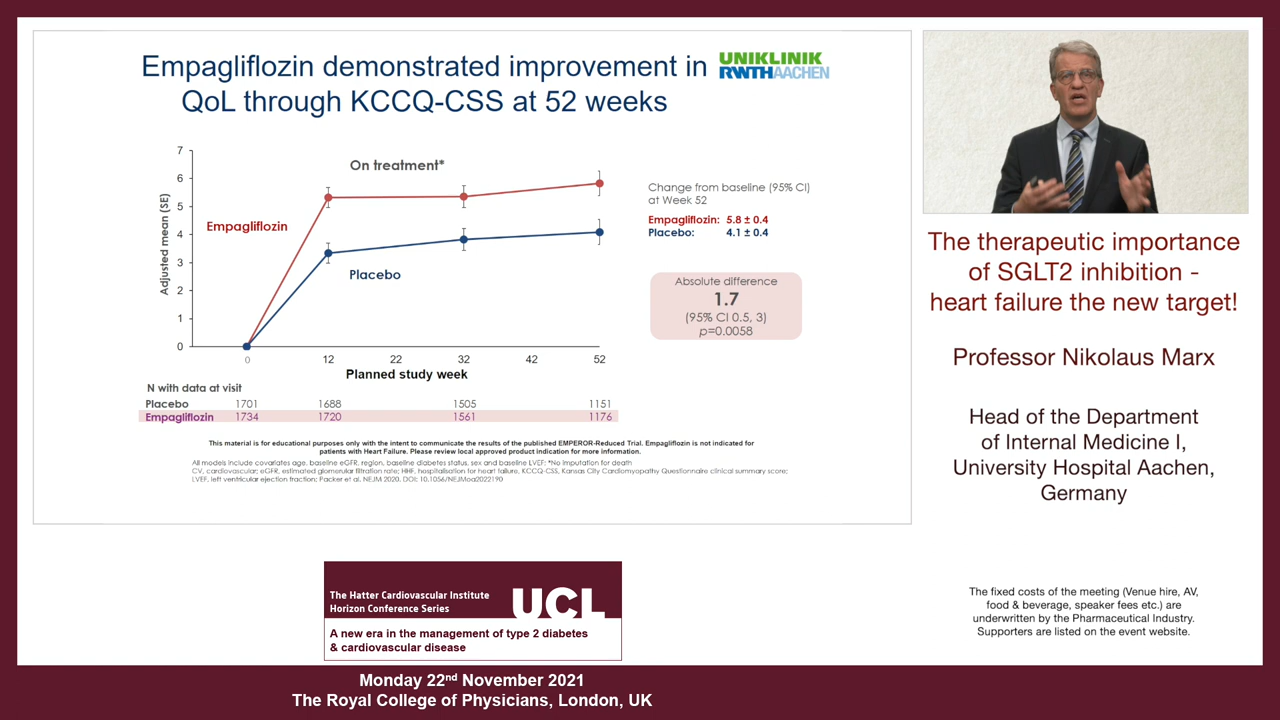 Empagliflozin demonstrated improvement in
QoL through KCCQ-CSS at 52 weeks
UNIKLINIK
RWTHAACHEN
7
6
5
4
3
2
1
0
Adjusted mean (SE)
On treatment*
Empagliflozin
Placebo
0 12 22 32 42 52
Planned study week
Change from baseline (95% CI)
at Week 52
Empagliflozin: 5.8 ± 0.4
Placebo: 4.1 ± 0.4
Absolute difference
1.7
(95% CI 0.5, 3)
p=0.0058
N with data at visit
Placebo 1701 1688 1505 1151
Empagliflozin 1734 1720 1561 1176
This material is for educational purposes only with the intent to communicate the results of the published EMPEROR-Reduced Trial. Empagliflozin is not indicated for
patients with Heart Failure. Please review local approved product indication for more information.
All models include covariates age, baseline eGFR, region, baseline diabetes status, sex and baseline LVEF; *No imputation for death
CV, cardiovascular; eGFR, estimated glomerular filtration rate; HHF, hospitalisation for heart failure, KCCQ-CSS, Kansas City Cardiomyopathy Questionnaire clinical summary score;
LVEF, left ventricular ejection fraction; Packer et al. NEJM 2020. DOI: 10.1056/NEJMoa2022190
The therapeutic importance
of SGLT2 inhibition -
heart failure the new target!
Professor Nikolaus Marx
Head of the Department
of Internal Medicine I,
University Hospital Aachen,
Germany
The fixed costs of the meeting (Venue hire, AV,
food & beverage, speaker fees etc.) are
underwritten by the Pharmaceutical Industry.
Supporters are listed on the event website.
The Hatter Cardiovascular Institute
Horizon Conference Series
UCL
A new era in the management of type 2 diabetes
& cardiovascular disease
Monday 22nd November 2021
The Royal College of Physicians, London, UK